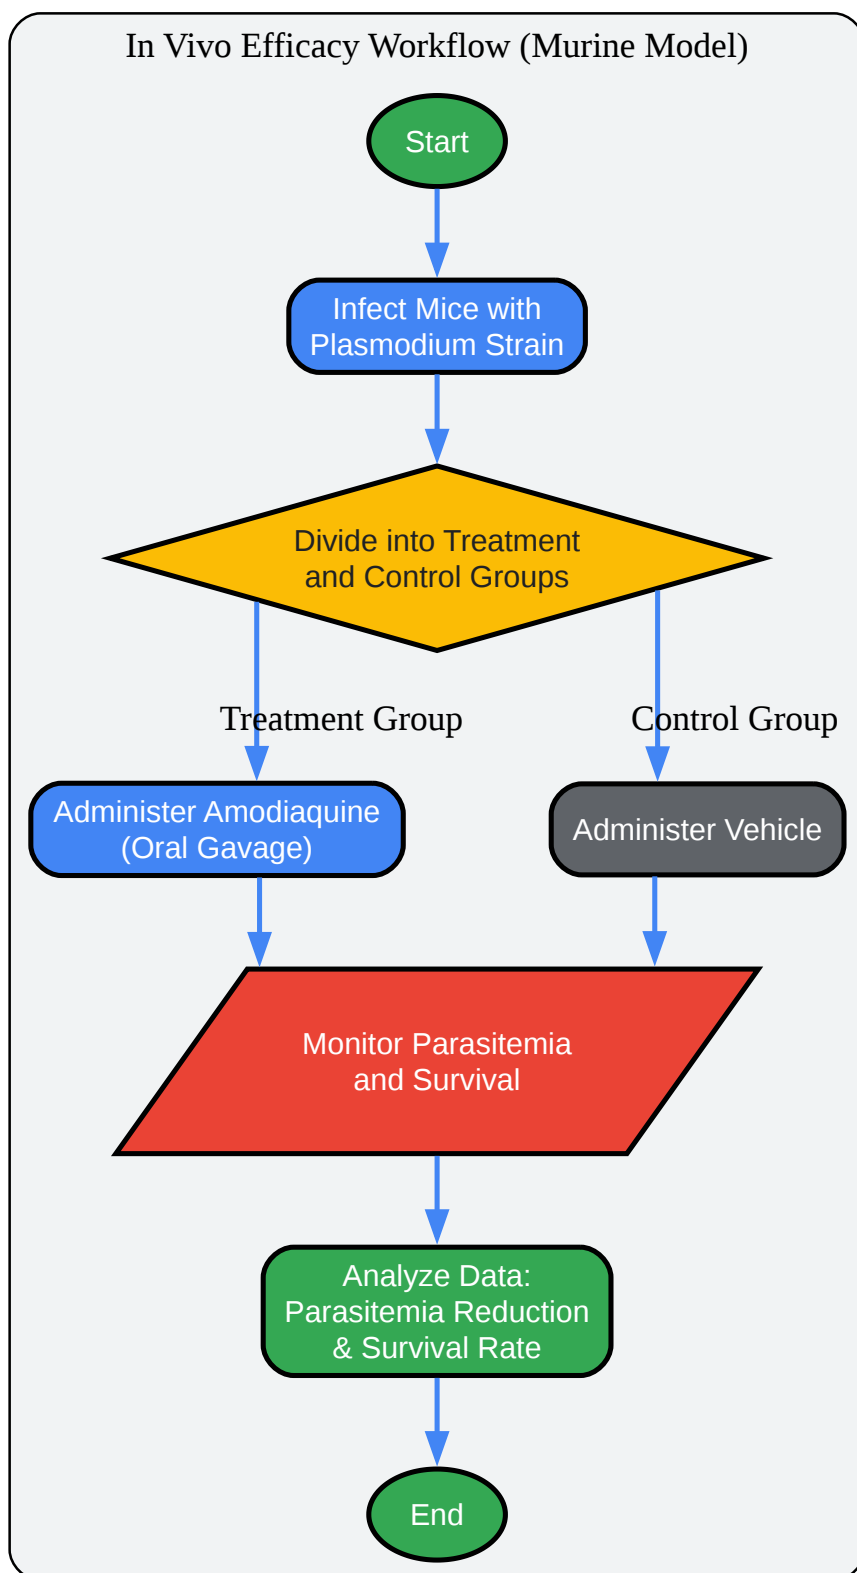 In Vivo Efficacy Workflow (Murine Model)
Start
Infect Mice with
Plasmodium Strain
Divide into Treatment
and Control Groups
Treatment Group
Control Group
Administer Amodiaquine
(Oral Gavage)
Administer Vehicle
Monitor Parasitemia
and Survival
Analyze Data:
Parasitemia Reduction
& Survival Rate
End